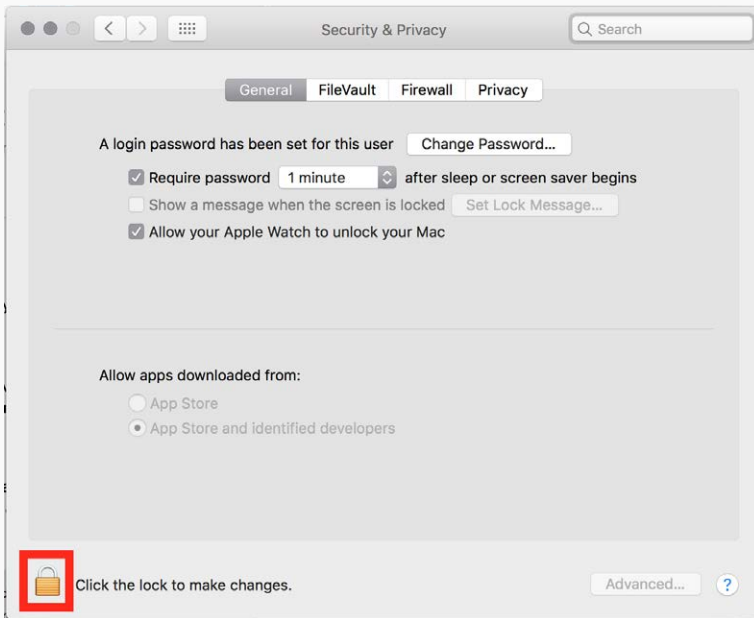 Security & Privacy
Search
General FileVault Firewall Privacy
A login password has been set for this user Change Password...
Require password 1 minute after sleep or screen saver begins
Show a message when the screen is locked Set Lock Message...
Allow your Apple Watch to unlock your Mac
Allow apps downloaded from:
App Store
App Store and identified developers
Click the lock to make changes.
Advanced... ?